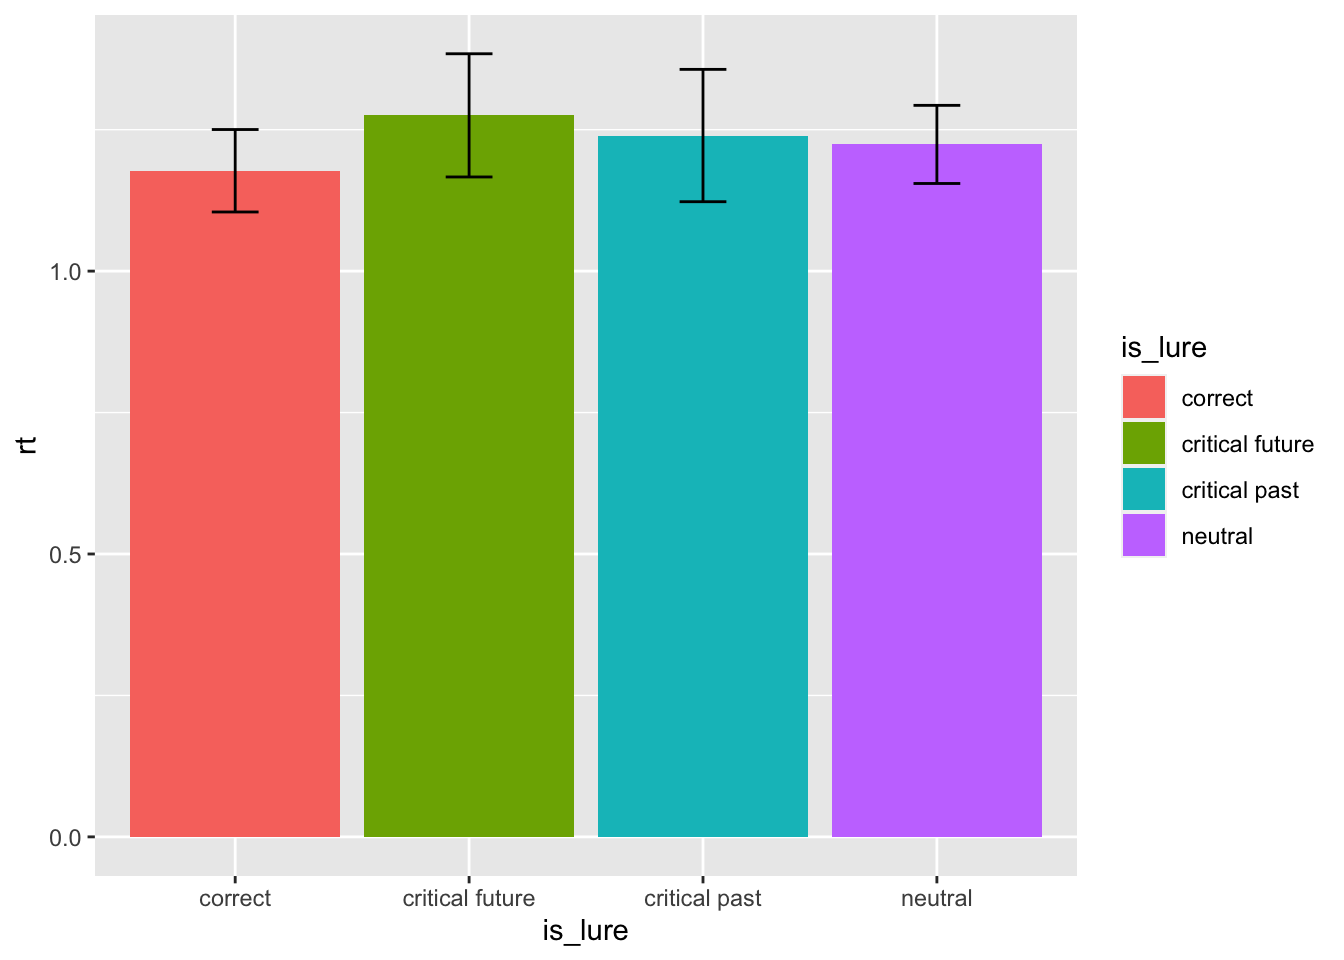 rt
1.0
0.5
0.0
correct
critical future
critical past
neutral
is_lure
is_lure
correct
critical future
critical past
neutral